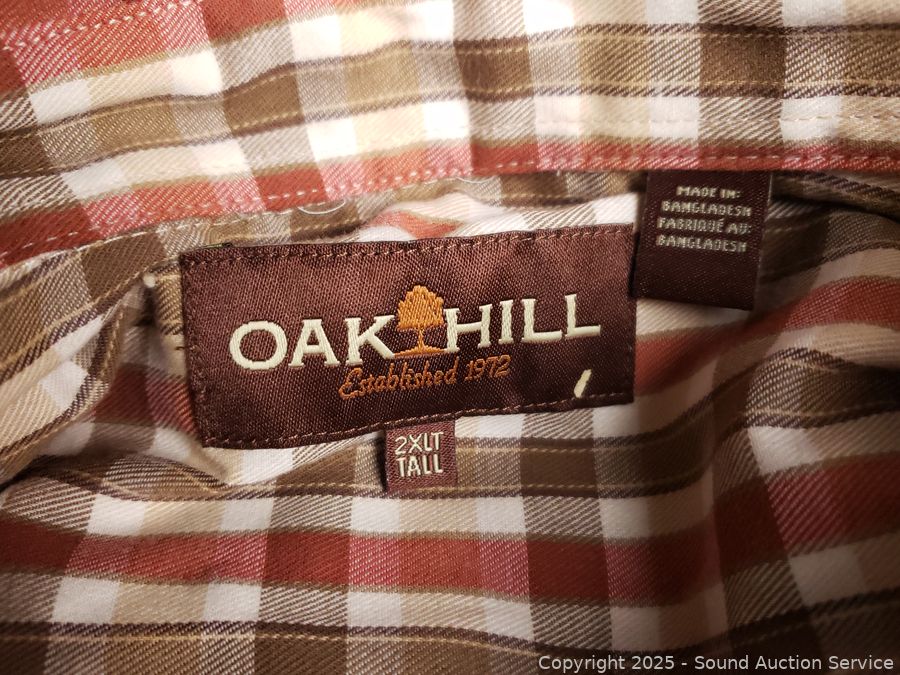 MADE IN:
BANGLADESH
FABRIQUÉ AU:
BANGLADESH
OAK HILL
Established 1972
2XLT
TALL
Copyright 2025 - Sound Auction Service